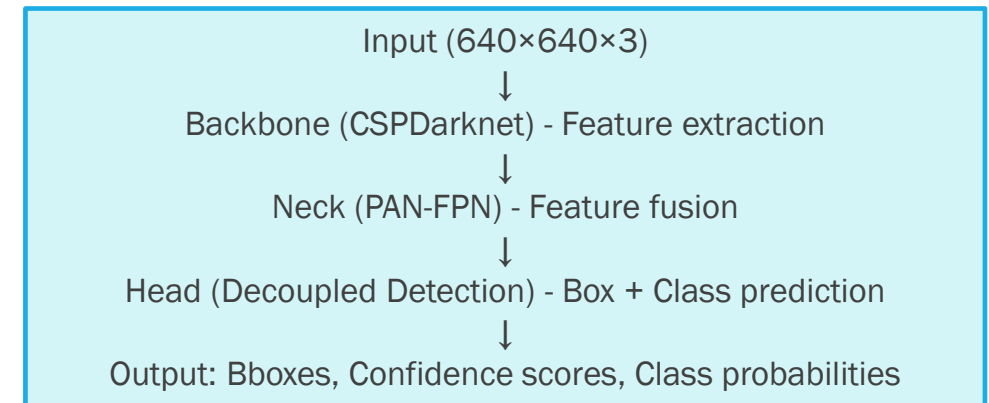 Input (640×640×3)
↓
Backbone (CSPDarknet) - Feature extraction
↓
Neck (PAN-FPN) - Feature fusion
↓
Head (Decoupled Detection) - Box + Class prediction
↓
Output: Bboxes, Confidence scores, Class probabilities